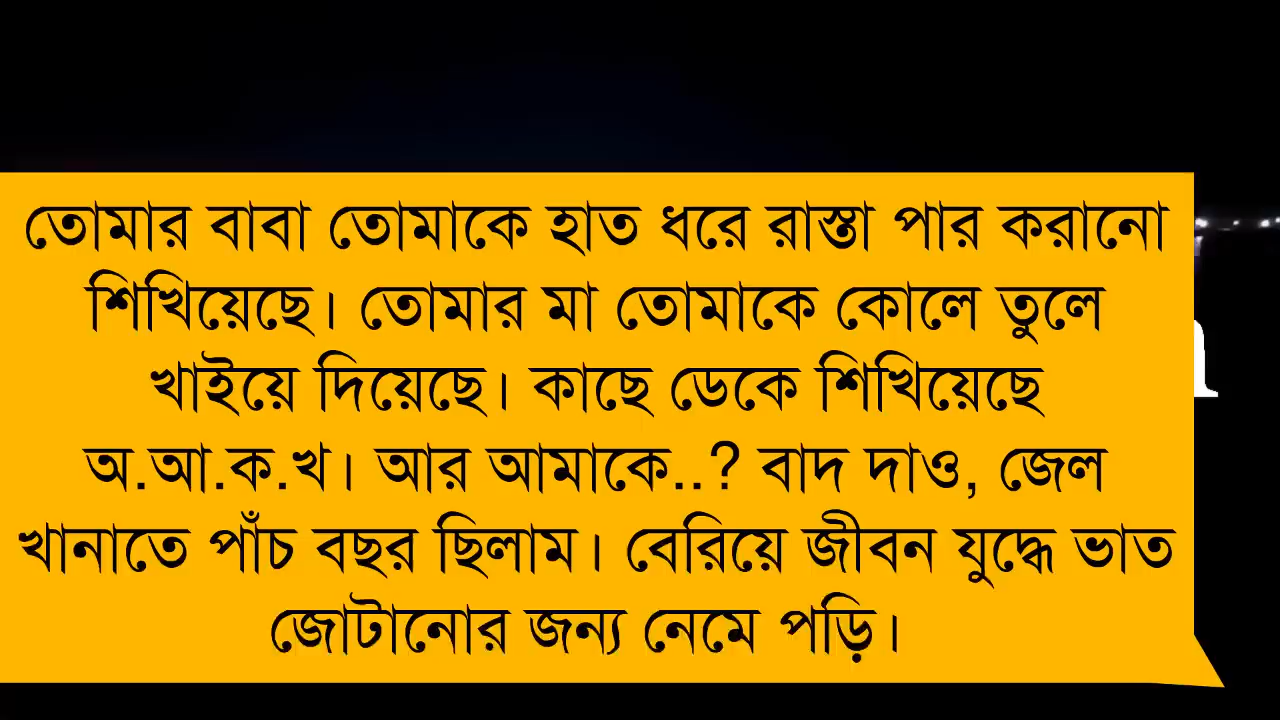 তোমার বাবা তোমাকে হাত ধরে রাস্তা পার করানো
শিখিয়েছে। তোমার মা তোমাকে কোলে তুলে
খাইয়ে দিয়েছে। কাছে ডেকে শিখিয়েছে
অ.আ.ক.খ। আর আমাকে..? বাদ দাও, জেল
খানাতে পাঁচ বছর ছিলাম। বেরিয়ে জীবন যুদ্ধে ভাত
জোটানোর জন্য নেমে পড়ি।